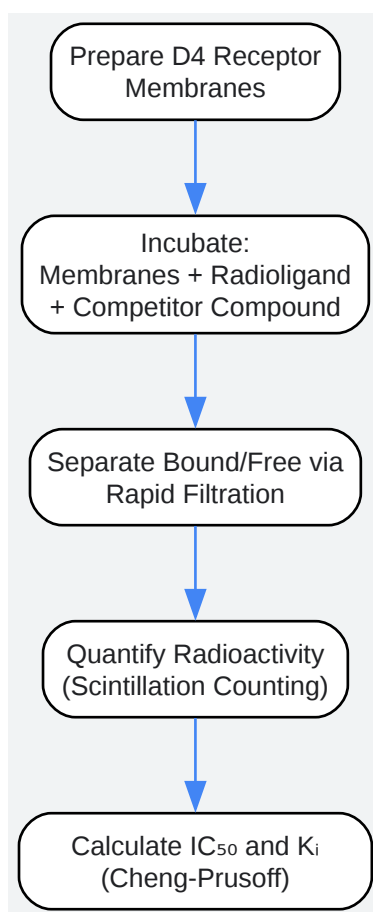 Prepare D4 Receptor
Membranes
Incubate:
Membranes + Radioligand
+ Competitor Compound
Separate Bound/Free via
Rapid Filtration
Quantify Radioactivity
(Scintillation Counting)
Calculate IC₅₀ and Kᵢ
(Cheng-Prusoff)